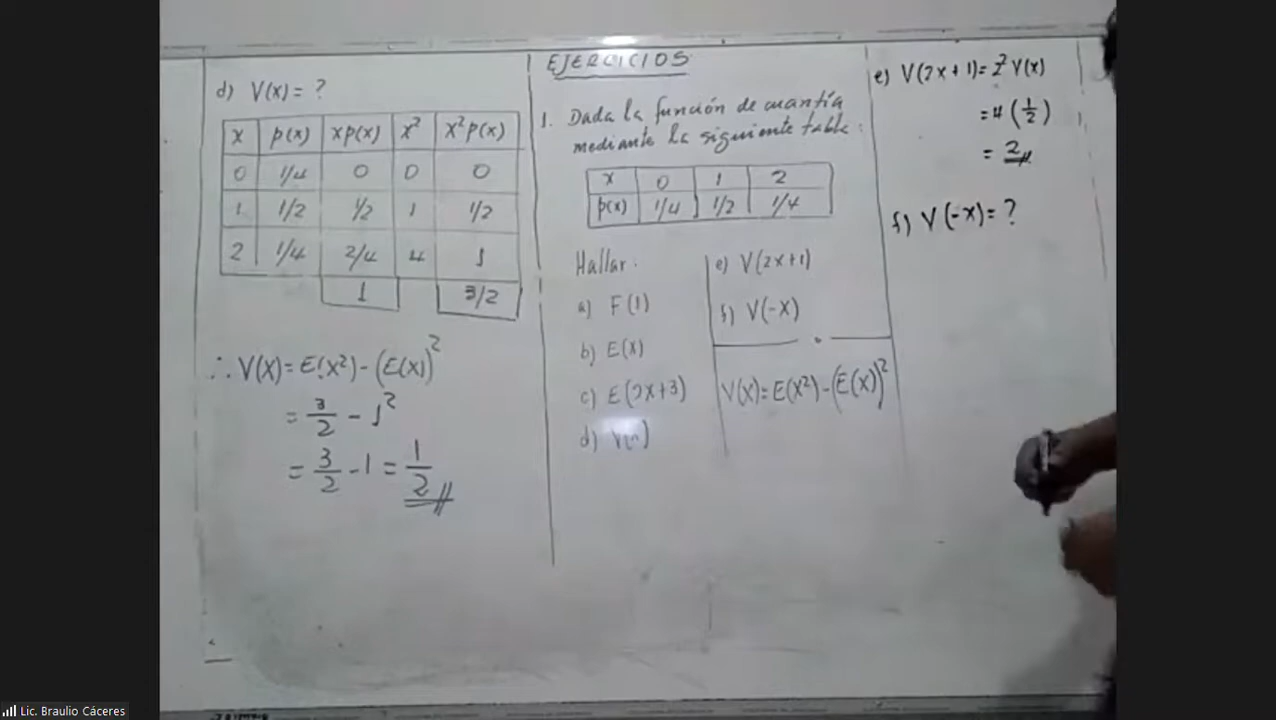 d) V(x) = ?
x p(x) xp(x) x² x²p(x)
0 1/4 0 0 0
1 1/2 1/2 1 1/2
2 1/4 2/4 4 1
1 3/2
∴ V(x) = E(x²) - (E(x))²
= 3/2 - 1²
= 3/2 - 1 = 1/2
EJERCICIOS
1. Dada la función de cuantía
mediante la siguiente tabla:
x 0 1 2
p(x) 1/4 1/2 1/4
Hallar.
a) F(1)
b) E(x)
c) E(2x+3)
d) V(x)
e) V(2x+1)
f) V(-x)
V(x) = E(x²) - (E(x))²
e) V(2x+1) = 2² V(x)
= 4 (1/2)
= 2
f) V(-x) = ?
Lic. Braulio Cáceres